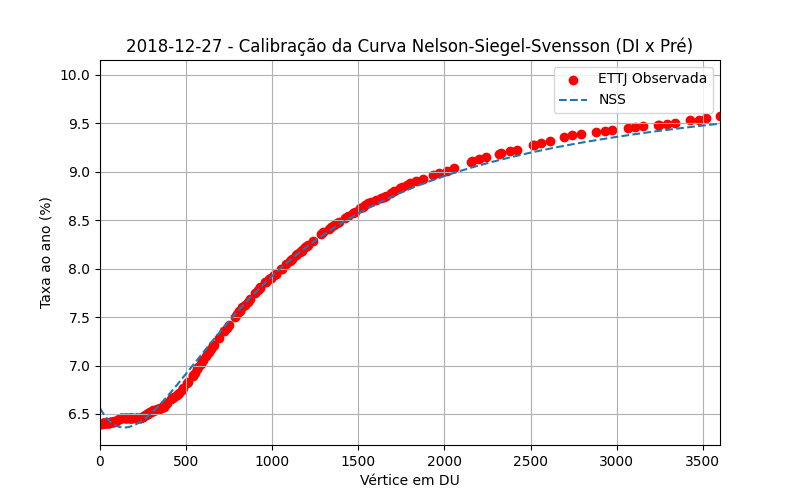 2018-12-27 - Calibração da Curva Nelson-Siegel-Svensson (DI x Pré)
ETTJ Observada
NSS
Taxa ao ano (%)
10.0
9.5
9.0
8.5
8.0
7.5
7.0
6.5
0 500 1000 1500 2000 2500 3000 3500
Vértice em DU